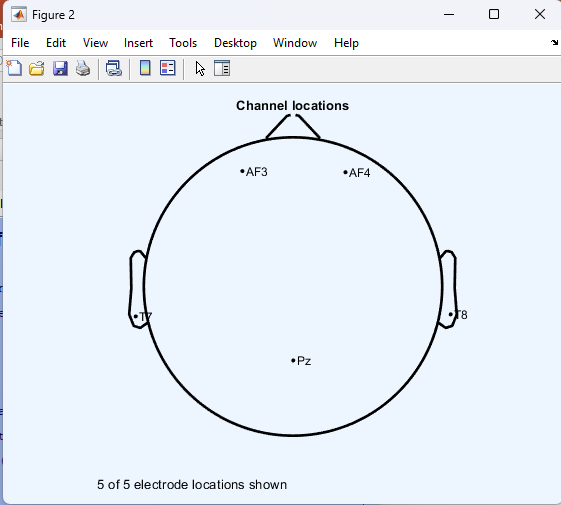 Figure 2
File Edit View Insert Tools Desktop Window Help
Channel locations
AF3 AF4
T7 T8
Pz
5 of 5 electrode locations shown